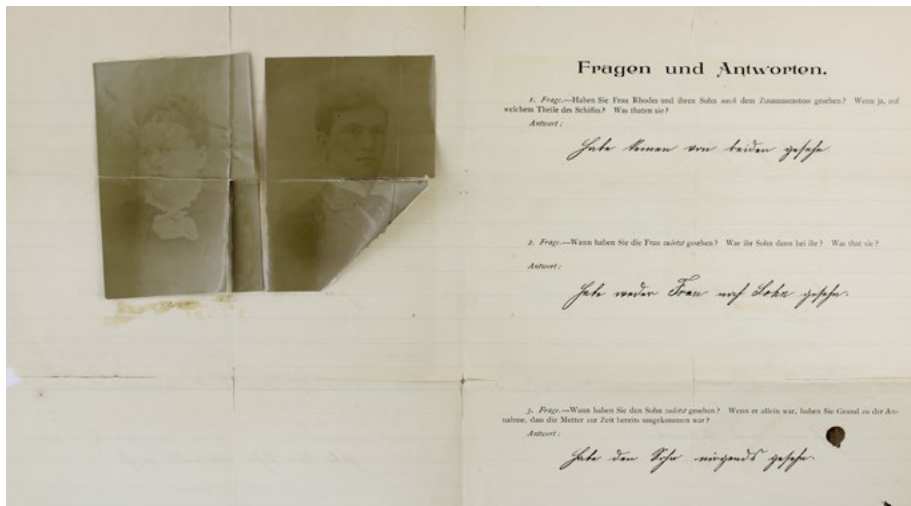 Fragen und Antworten.
1. Frage.—Haben Sie Frau Rhodes und ihren Sohn nach dem Zusammenstoss gesehen? Wenn ja, auf
welchem Theile des Schiffes? Was thaten sie?
Antwort:
Habe keinen von beiden gesehn.
2. Frage.—Wann haben Sie die Frau zuletzt gesehen? War ihr Sohn dann bei ihr? Was that sie?
Antwort:
Habe weder Frau noch Sohn gesehn.
3. Frage.—Wann haben Sie den Sohn zuletzt gesehen? Wenn er allein war, haben Sie Grund zu der An-
nahme, dass die Mutter zur Zeit bereits umgekommen war?
Antwort:
Habe den Sohn nirgends gesehn.